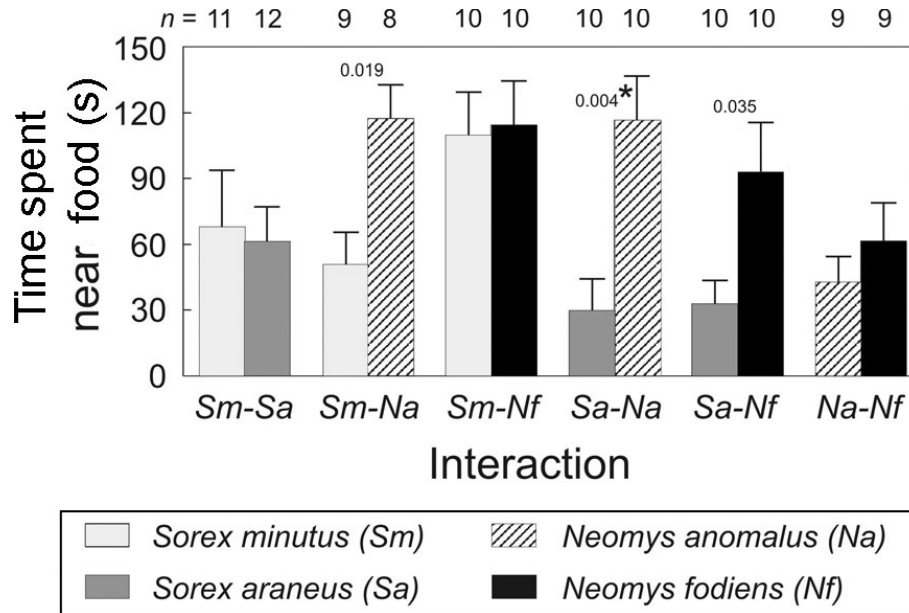 n = 11 12 9 8 10 10 10 10 10 10 9 9
150
120
90
60
30
0
Time spent
near food (s)
0.019
0.004*
0.035
Sm-Sa Sm-Na Sm-Nf Sa-Na Sa-Nf Na-Nf
Interaction
Sorex minutus (Sm) Neomys anomalus (Na)
Sorex araneus (Sa) Neomys fodiens (Nf)